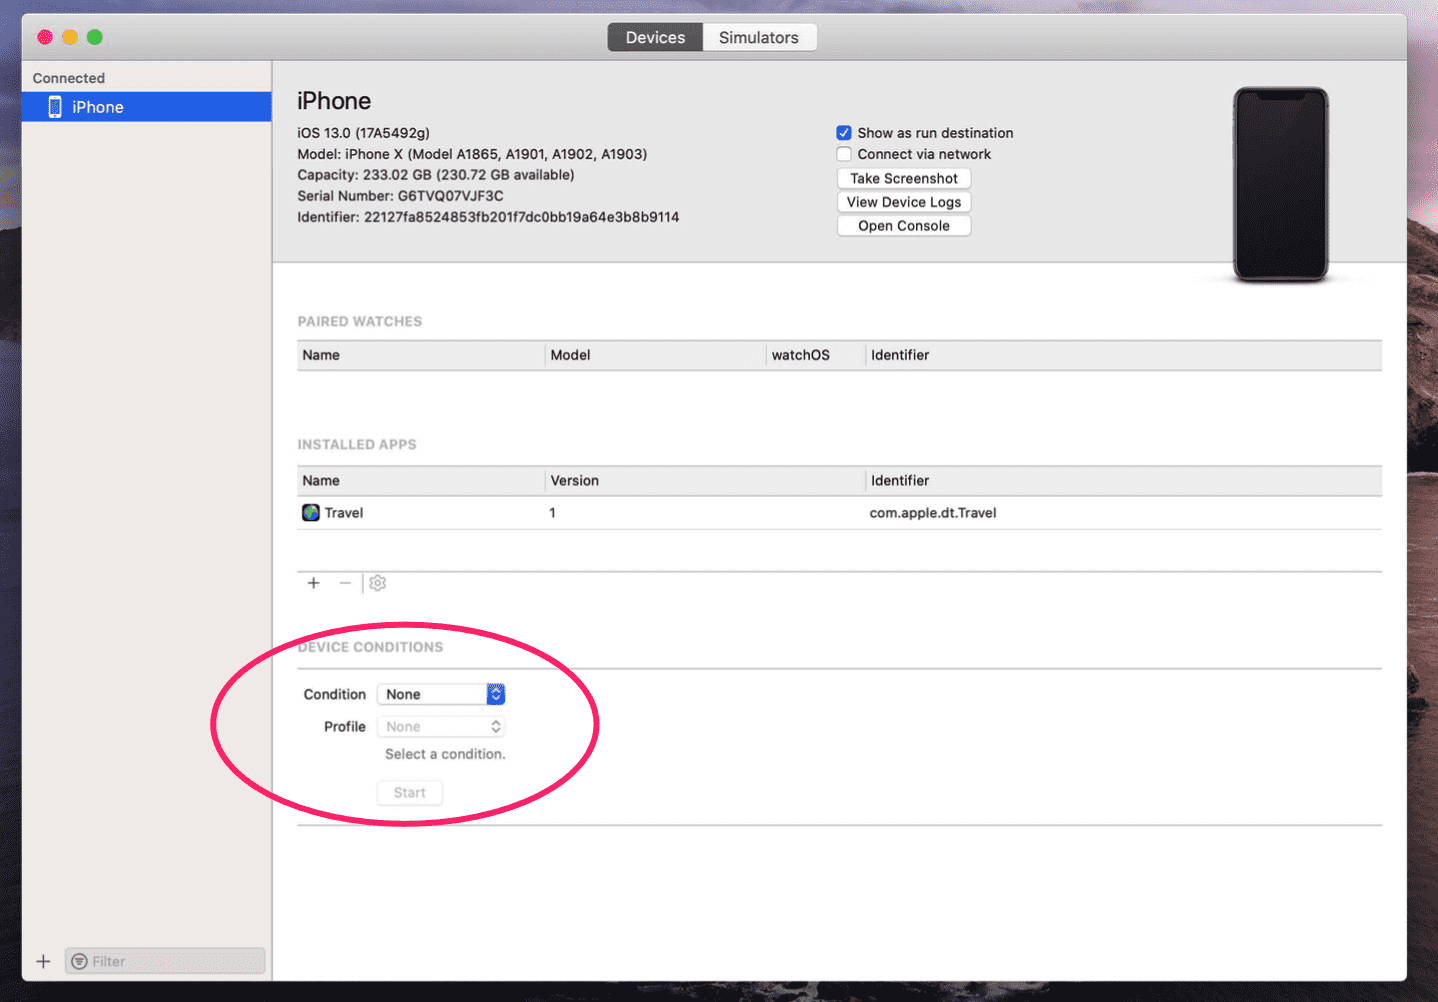 Devices Simulators
Connected
iPhone
iPhone
iOS 13.0 (17A5492g)
Model: iPhone X (Model A1865, A1901, A1902, A1903)
Capacity: 233.02 GB (230.72 GB available)
Serial Number: G6TVQ07VJF3C
Identifier: 22127fa8524853fb201f7dc0bb19a64e3b8b9114
Show as run destination
Connect via network
Take Screenshot
View Device Logs
Open Console
PAIRED WATCHES
Name Model watchOS Identifier
INSTALLED APPS
Name Version Identifier
Travel 1 com.apple.dt.Travel
DEVICE CONDITIONS
Condition None
Profile None
Select a condition.
Start
Filter